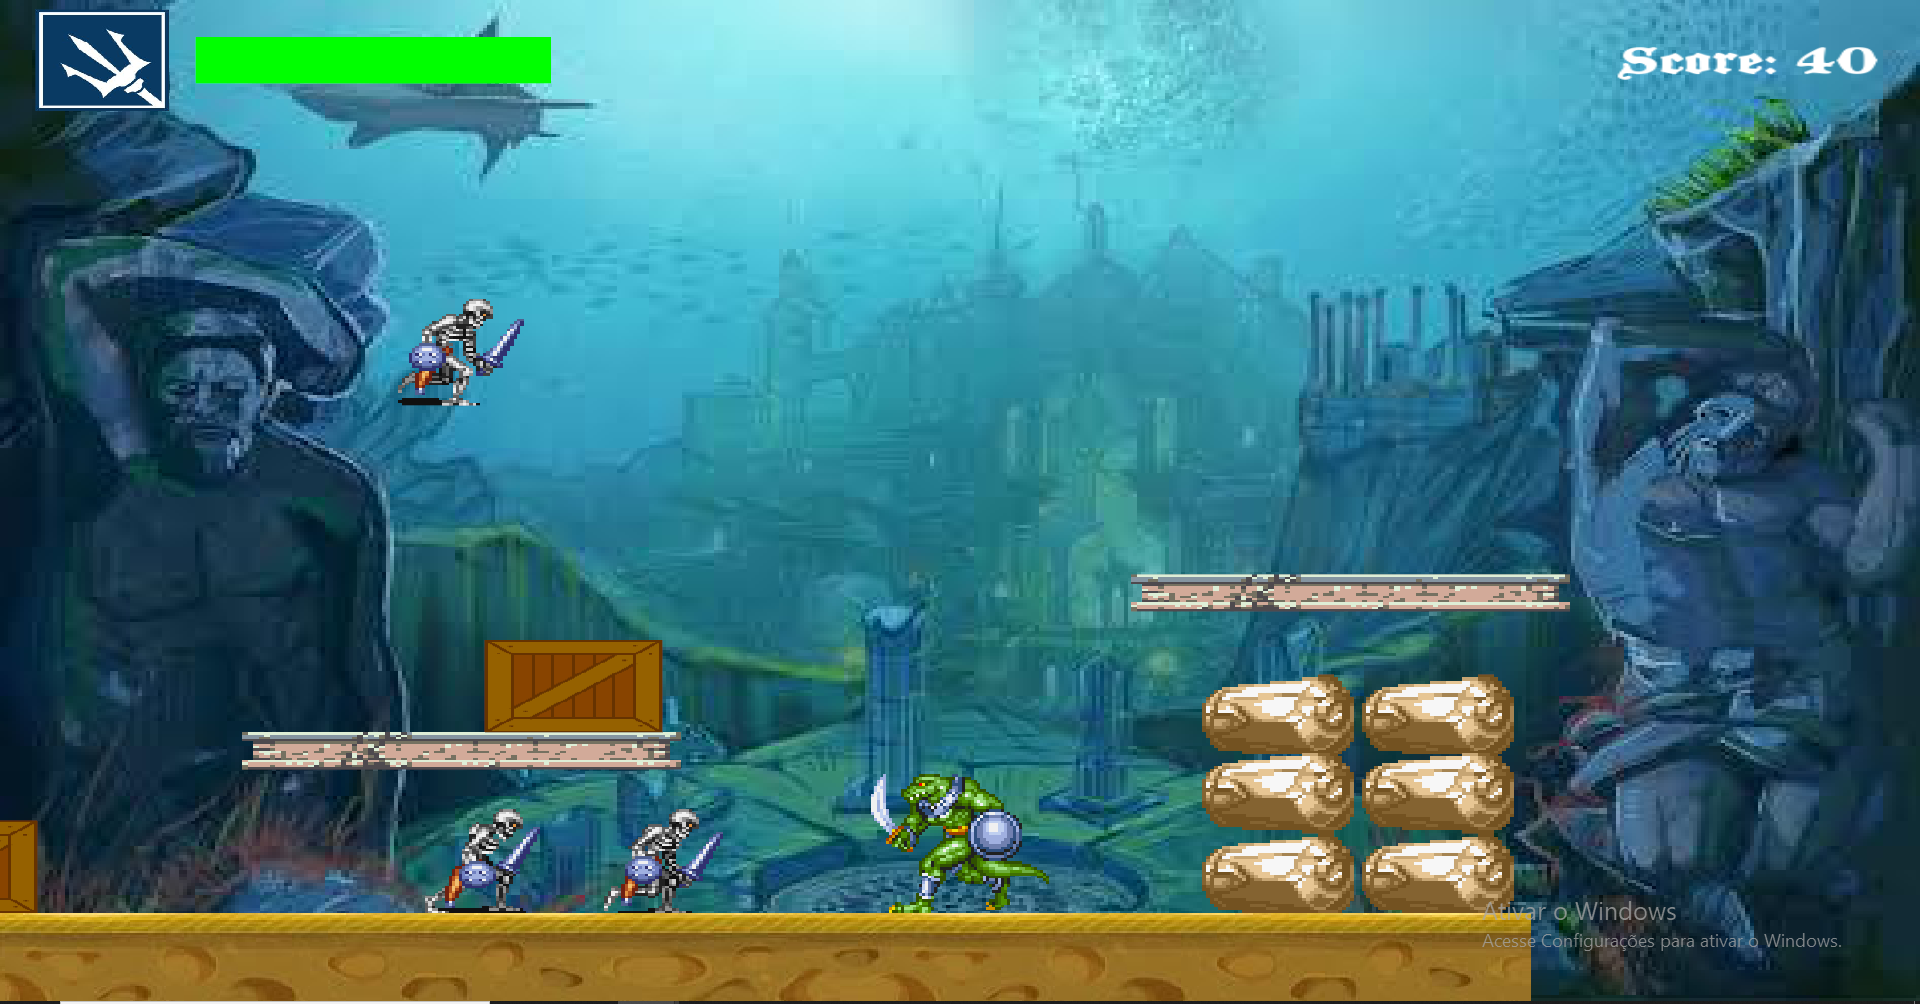 Score: 40
Ativar o Windows
Acesse Configurações para ativar o Windows.